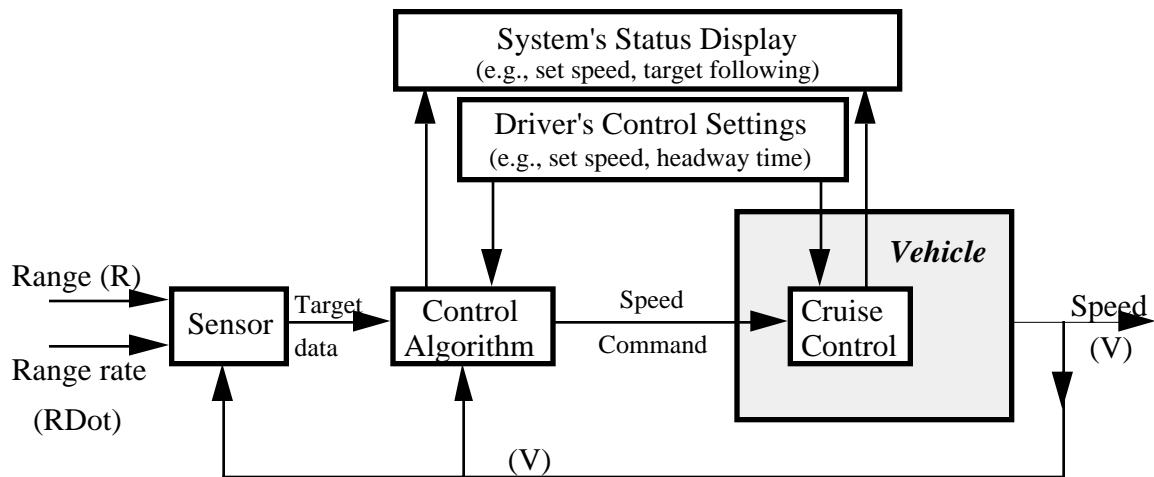 System's Status Display
(e.g., set speed, target following)
Driver's Control Settings
(e.g., set speed, headway time)
Vehicle
Range (R)
Range rate
(RDot)
Sensor
Target
data
Control
Algorithm
Speed
Command
Cruise
Control
Speed
(V)
(V)